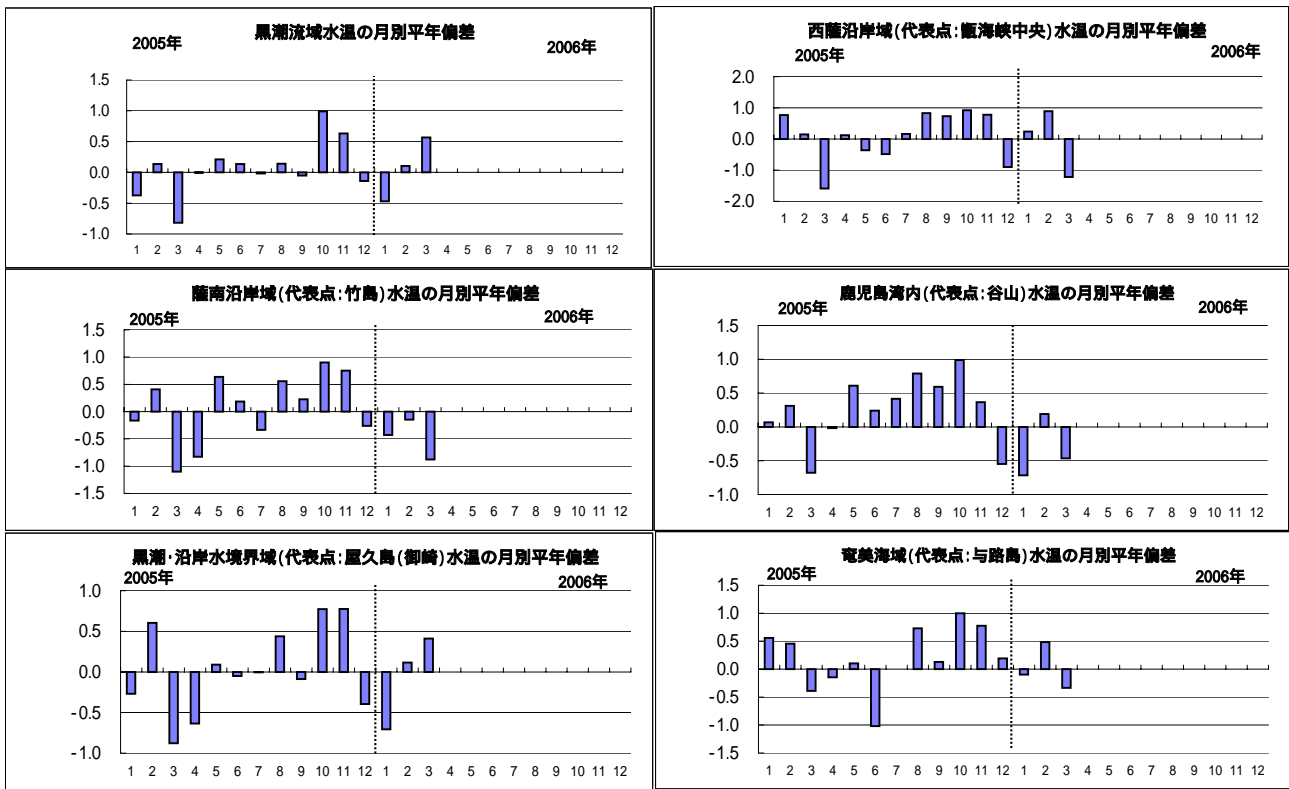 黒潮流域水温の月別平年偏差
2005年
2006年
1.5
1.0
0.5
0.0
-0.5
-1.0
1 2 3 4 5 6 7 8 9 10 11 12 1 2 3 4 5 6 7 8 9 10 11 12
西薩沿岸域(代表点:甑海峡中央)水温の月別平年偏差
2005年
2006年
2.0
1.0
0.0
-1.0
-2.0
1 2 3 4 5 6 7 8 9 10 11 12 1 2 3 4 5 6 7 8 9 10 11 12
薩南沿岸域(代表点:竹島)水温の月別平年偏差
2005年
2006年
1.5
1.0
0.5
0.0
-0.5
-1.0
-1.5
1 2 3 4 5 6 7 8 9 10 11 12 1 2 3 4 5 6 7 8 9 10 11 12
鹿児島湾内(代表点:谷山)水温の月別平年偏差
2005年
2006年
1.5
1.0
0.5
0.0
-0.5
-1.0
1 2 3 4 5 6 7 8 9 10 11 12 1 2 3 4 5 6 7 8 9 10 11 12
黒潮・沿岸水境界域(代表点:屋久島(御崎)水温の月別平年偏差
2005年
2006年
1.0
0.5
0.0
-0.5
-1.0
1 2 3 4 5 6 7 8 9 10 11 12 1 2 3 4 5 6 7 8 9 10 11 12
奄美海域(代表点:与路島)水温の月別平年偏差
2005年
2006年
1.5
1.0
0.5
0.0
-0.5
-1.0
-1.5
1 2 3 4 5 6 7 8 9 10 11 12 1 2 3 4 5 6 7 8 9 10 11 12